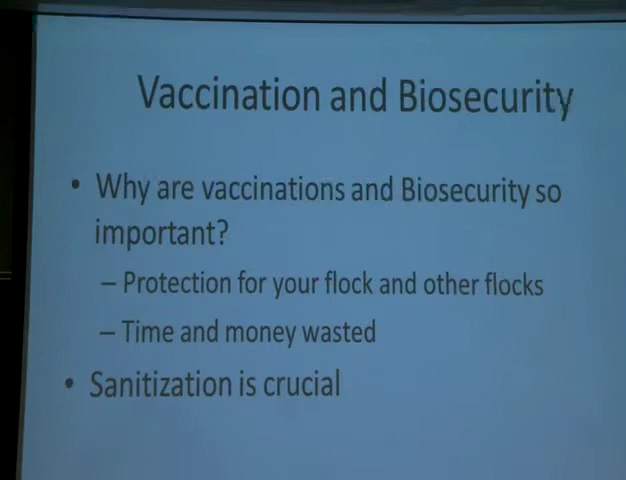 Vaccination and Biosecurity
• Why are vaccinations and Biosecurity so
important?
– Protection for your flock and other flocks
– Time and money wasted
• Sanitization is crucial